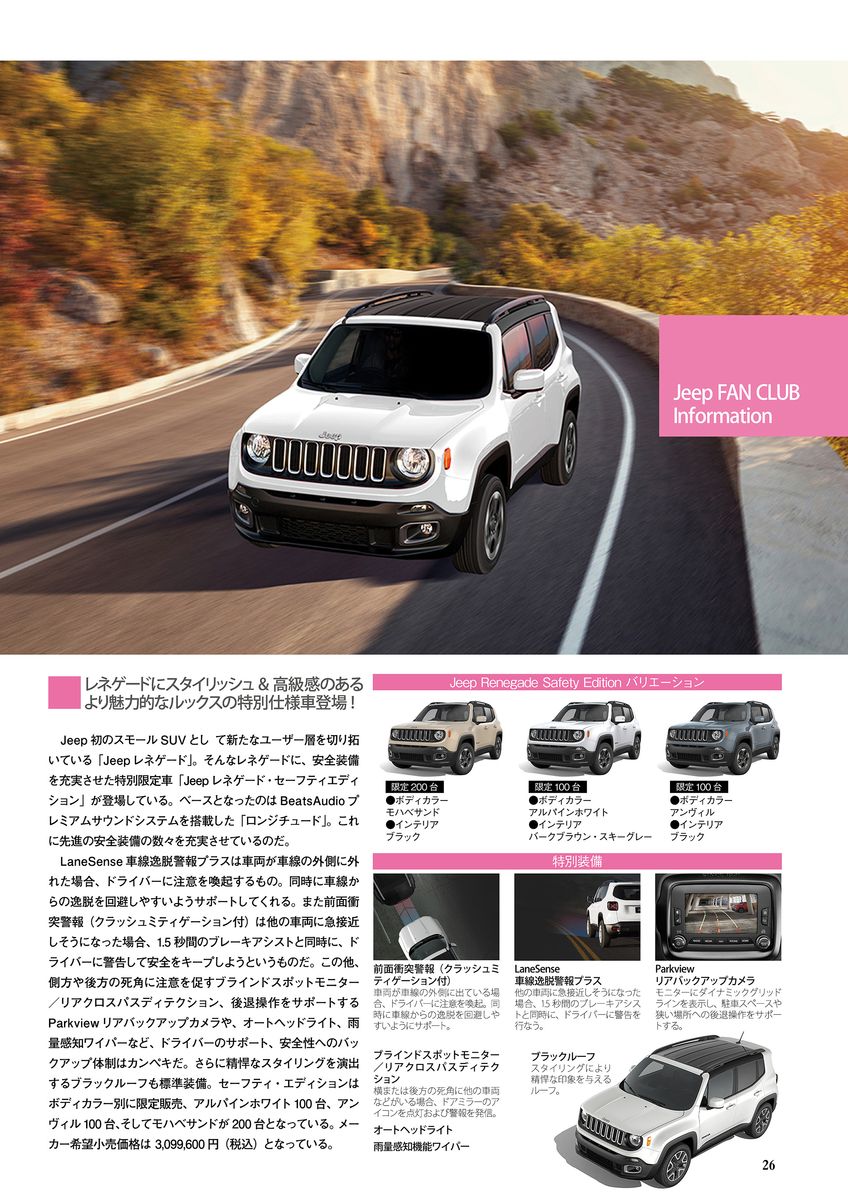 Jeep
Jeep FAN CLUB
Information
レネゲードにスタイリッシュ & 高級感のある
より魅力的なルックスの特別仕様車登場！
Jeep 初のスモール SUV とし て新たなユーザー層を切り拓
いている「Jeep レネゲード」。そんなレネゲードに、安全装備
を充実させた特別限定車「Jeep レネゲード・セーフティエディ
ション」が登場している。ベースとなったのは BeatsAudio プ
レミアムサウンドシステムを搭載した「ロンジチュード」。これ
に先進の安全装備の数々を充実させているのだ。
LaneSense 車線逸脱警報プラスは車両が車線の外側に外
れた場合、ドライバーに注意を喚起するもの。同時に車線か
らの逸脱を回避しやすいようサポートしてくれる。また前面衝
突警報（クラッシュミティゲーション付）は他の車両に急接近
しそうになった場合、1.5 秒間のブレーキアシストと同時に、ド
ライバーに警告して安全をキープしようとというものだ。この他、
側方や後方の死角に注意を促すブラインドスポットモニター
／リアクロスパスディテクション、後退操作をサポートする
Parkview リアバックアップカメラや、オートヘッドライト、雨
量感知ワイパーなど、ドライバーのサポート、安全性へのバッ
クアップ体制はカンペキだ。さらに精悍なスタイリングを演出
するブラックルーフも標準装備。セーフティ・エディションは
ボディカラー別に限定販売、アルパインホワイト 100 台、アン
ヴィル 100 台、そしてモハベサンドが 200 台となっている。メー
カー希望小売価格は 3,099,600 円（税込）となっている。
Jeep Renegade Safety Edition バリエーション
限定 200 台
●ボディカラー
モハベサンド
●インテリア
ブラック
限定 100 台
●ボディカラー
アルパインホワイト
●インテリア
バークブラウン・スキーグレー
限定 100 台
●ボディカラー
アンヴィル
●インテリア
ブラック
特別装備
前面衝突警報（クラッシュミ
ティゲーション付）
車両が車線の外側に出ている場
合、ドライバーに注意を喚起。同
時に車線からの逸脱を回避しや
すいようにサポート。
LaneSense
車線逸脱警報プラス
他の車両に急接近しそうになった
場合、1.5 秒間のブレーキアシス
トと同時に、ドライバーに警告を
行なう。
Parkview
リアバックアップカメラ
モニターにダイナミックグリッド
ラインを表示し、駐車スペースや
狭い場所への後退操作をサポー
トする。
ブラインドスポットモニター
／リアクロスパスディテク
ション
横または後方の死角に他の車両
などがいる場合、ドアミラーのア
イコンを点灯および警報を発信。
オートヘッドライト
雨量感知機能ワイパー
ブラックルーフ
スタイリングにより
精悍な印象を与える
ルーフ。
26